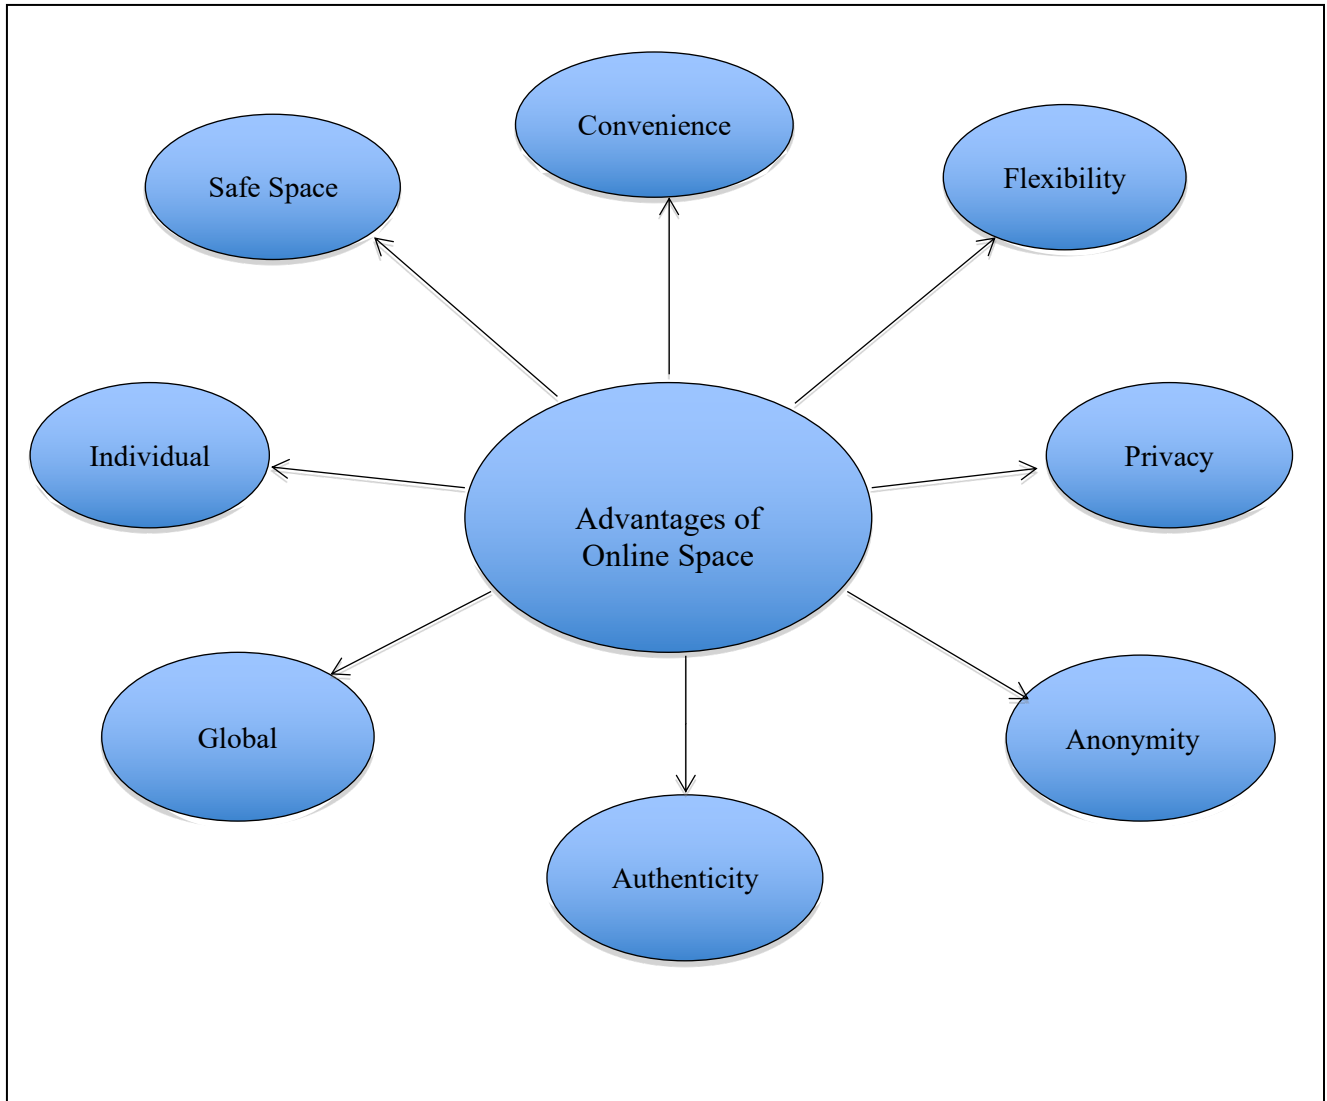 Convenience
Safe Space
Flexibility
Individual
Privacy
Advantages of
Online Space
Global
Anonymity
Authenticity